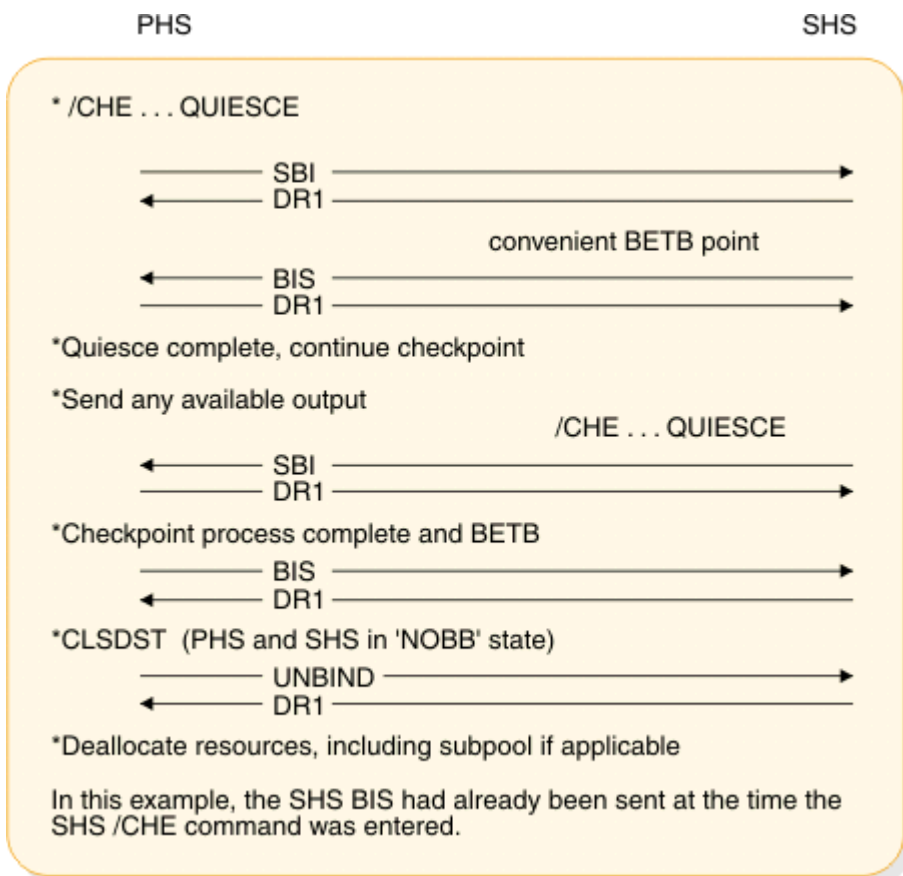 PHS SHS
* /CHE . . . QUIESCE
SBI
DR1
convenient BETB point
BIS
DR1
*Quiesce complete, continue checkpoint
*Send any available output
/CHE . . . QUIESCE
SBI
DR1
*Checkpoint process complete and BETB
BIS
DR1
*CLSDST (PHS and SHS in 'NOBB' state)
UNBIND
DR1
*Deallocate resources, including subpool if applicable
In this example, the SHS BIS had already been sent at the time the
SHS /CHE command was entered.